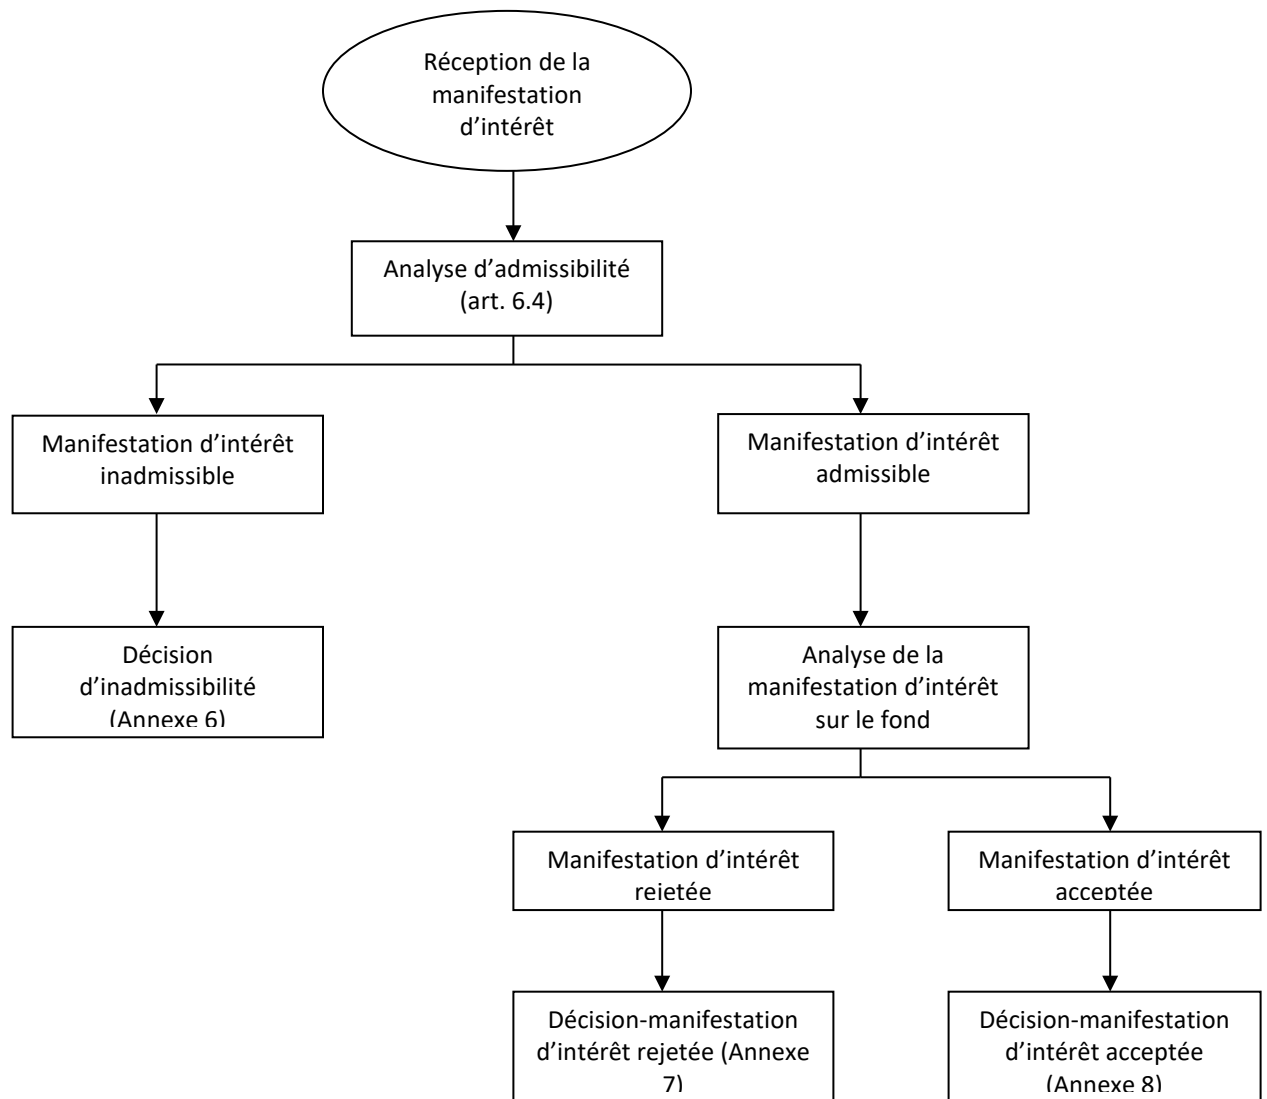 Réception de la
manifestation
d’intérêt
Analyse d’admissibilité
(art. 6.4)
Manifestation d’intérêt
inadmissible
Manifestation d’intérêt
admissible
Décision
d’inadmissibilité
(Annexe 6)
Analyse de la
manifestation d’intérêt
sur le fond
Manifestation d’intérêt
rejetée
Manifestation d’intérêt
acceptée
Décision-manifestation
d’intérêt rejetée (Annexe
7)
Décision-manifestation
d’intérêt acceptée
(Annexe 8)